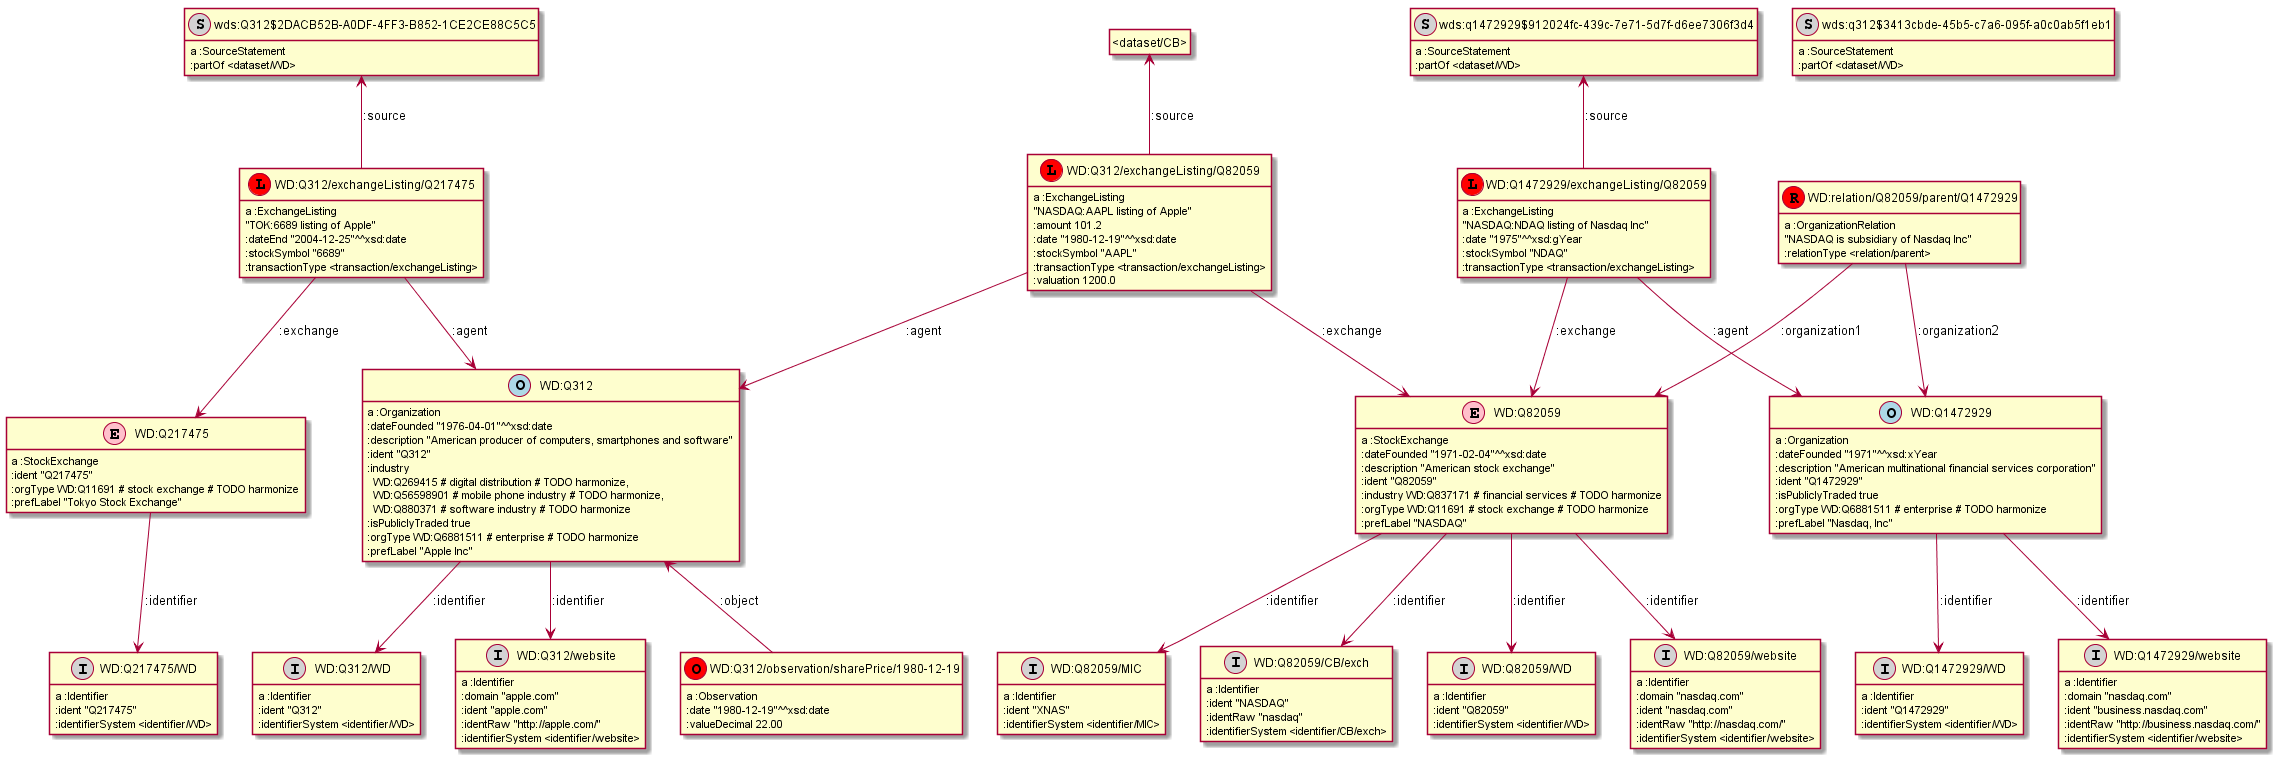 S wds:Q312$2DACB52B-A0DF-4FF3-B852-1CE2CE88C5C5
a :SourceStatement
:partOf <dataset/WD>
<dataset/CB>
S wds:q1472929$912024fc-439c-7e71-5d7f-d6ee7306f3d4
a :SourceStatement
:partOf <dataset/WD>
S wds:q312$3413cbde-45b5-c7a6-095f-a0c0ab5f1eb1
a :SourceStatement
:partOf <dataset/WD>
:source
:source
:source
L WD:Q312/exchangeListing/Q217475
a :ExchangeListing
"TOK:6689 listing of Apple"
:dateEnd "2004-12-25"^^xsd:date
:stockSymbol "6689"
:transactionType <transaction/exchangeListing>
L WD:Q312/exchangeListing/Q82059
a :ExchangeListing
"NASDAQ:AAPL listing of Apple"
:amount 101.2
:date "1980-12-19"^^xsd:date
:stockSymbol "AAPL"
:transactionType <transaction/exchangeListing>
:valuation 1200.0
L WD:Q1472929/exchangeListing/Q82059
a :ExchangeListing
"NASDAQ:NDAQ listing of Nasdaq Inc"
:date "1975"^^xsd:gYear
:stockSymbol "NDAQ"
:transactionType <transaction/exchangeListing>
R WD:relation/Q82059/parent/Q1472929
a :OrganizationRelation
"NASDAQ is subsidiary of Nasdaq Inc"
:relationType <relation/parent>
:exchange
:agent
:agent
:exchange
:exchange
:agent
:organization1
:organization2
E WD:Q217475
a :StockExchange
:ident "Q217475"
:orgType WD:Q11691 # stock exchange # TODO harmonize
:prefLabel "Tokyo Stock Exchange"
O WD:Q312
a :Organization
:dateFounded "1976-04-01"^^xsd:date
:description "American producer of computers, smartphones and software"
:ident "Q312"
:industry
WD:Q269415 # digital distribution # TODO harmonize,
WD:Q56598901 # mobile phone industry # TODO harmonize,
WD:Q880371 # software industry # TODO harmonize
:isPubliclyTraded true
:orgType WD:Q6881511 # enterprise # TODO harmonize
:prefLabel "Apple Inc"
E WD:Q82059
a :StockExchange
:dateFounded "1971-02-04"^^xsd:date
:description "American stock exchange"
:ident "Q82059"
:industry WD:Q837171 # financial services # TODO harmonize
:orgType WD:Q11691 # stock exchange # TODO harmonize
:prefLabel "NASDAQ"
O WD:Q1472929
a :Organization
:dateFounded "1971"^^xsd:xYear
:description "American multinational financial services corporation"
:ident "Q1472929"
:isPubliclyTraded true
:orgType WD:Q6881511 # enterprise # TODO harmonize
:prefLabel "Nasdaq, Inc"
:identifier
:identifier
:identifier
:object
:identifier
:identifier
:identifier
:identifier
:identifier
:identifier
I WD:Q217475/WD
a :Identifier
:ident "Q217475"
:identifierSystem <identifier/WD>
I WD:Q312/WD
a :Identifier
:ident "Q312"
:identifierSystem <identifier/WD>
I WD:Q312/website
a :Identifier
:domain "apple.com"
:ident "apple.com"
:identRaw "http://apple.com/"
:identifierSystem <identifier/website>
O WD:Q312/observation/sharePrice/1980-12-19
a :Observation
:date "1980-12-19"^^xsd:date
:valueDecimal 22.00
I WD:Q82059/MIC
a :Identifier
:ident "XNAS"
:identifierSystem <identifier/MIC>
I WD:Q82059/CB/exch
a :Identifier
:ident "NASDAQ"
:identRaw "nasdaq"
:identifierSystem <identifier/CB/exch>
I WD:Q82059/WD
a :Identifier
:ident "Q82059"
:identifierSystem <identifier/WD>
I WD:Q82059/website
a :Identifier
:domain "nasdaq.com"
:ident "nasdaq.com"
:identRaw "http://nasdaq.com/"
:identifierSystem <identifier/website>
I WD:Q1472929/WD
a :Identifier
:ident "Q1472929"
:identifierSystem <identifier/WD>
I WD:Q1472929/website
a :Identifier
:domain "nasdaq.com"
:ident "business.nasdaq.com"
:identRaw "http://business.nasdaq.com/"
:identifierSystem <identifier/website>